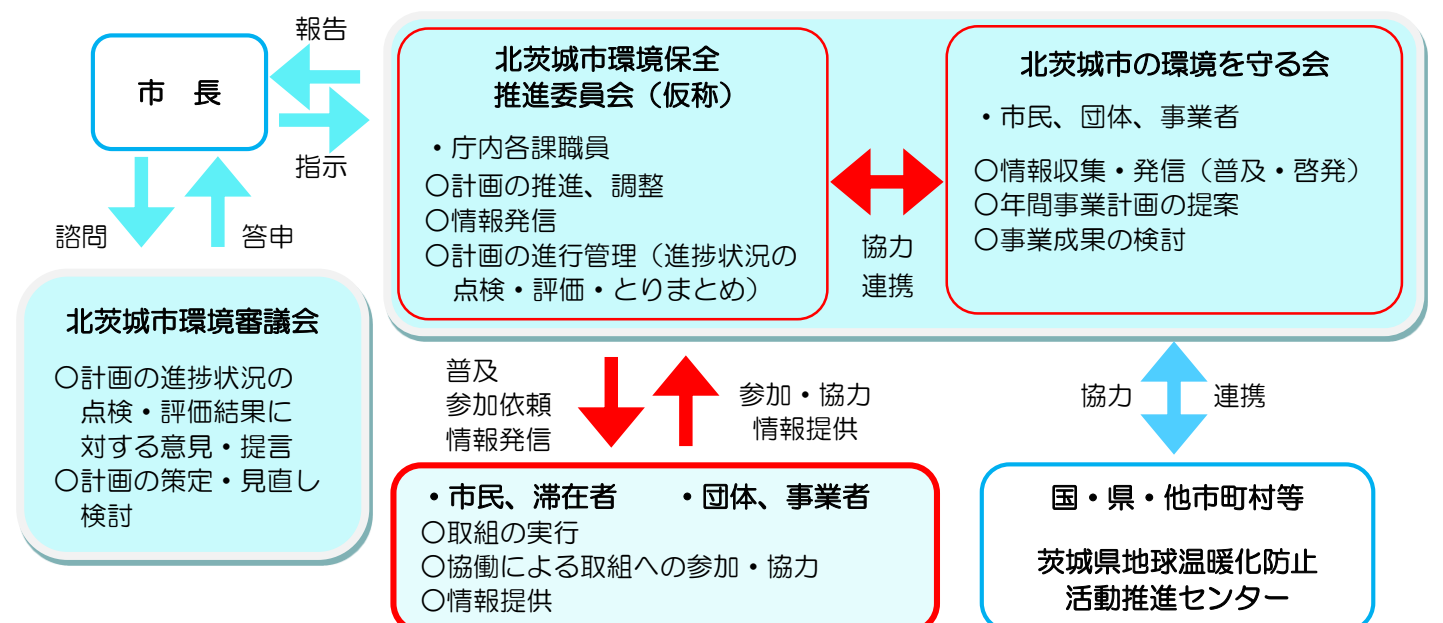 報告
市　長
指示
諮問
答申
北茨城市環境審議会
〇計画の進捗状況の
点検・評価結果に
対する意見・提言
〇計画の策定・見直し
検討
北茨城市環境保全
推進委員会（仮称）
・庁内各課職員
〇計画の推進、調整
〇情報発信
〇計画の進行管理（進捗状況の
点検・評価・とりまとめ）
協力
連携
北茨城市の環境を守る会
・市民、団体、事業者
〇情報収集・発信（普及・啓発）
〇年間事業計画の提案
〇事業成果の検討
普及
参加依頼
情報発信
参加・協力
情報提供
協力
連携
・市民、滞在者　　・団体、事業者
〇取組の実行
〇協働による取組への参加・協力
〇情報提供
国・県・他市町村等
茨城県地球温暖化防止
活動推進センター